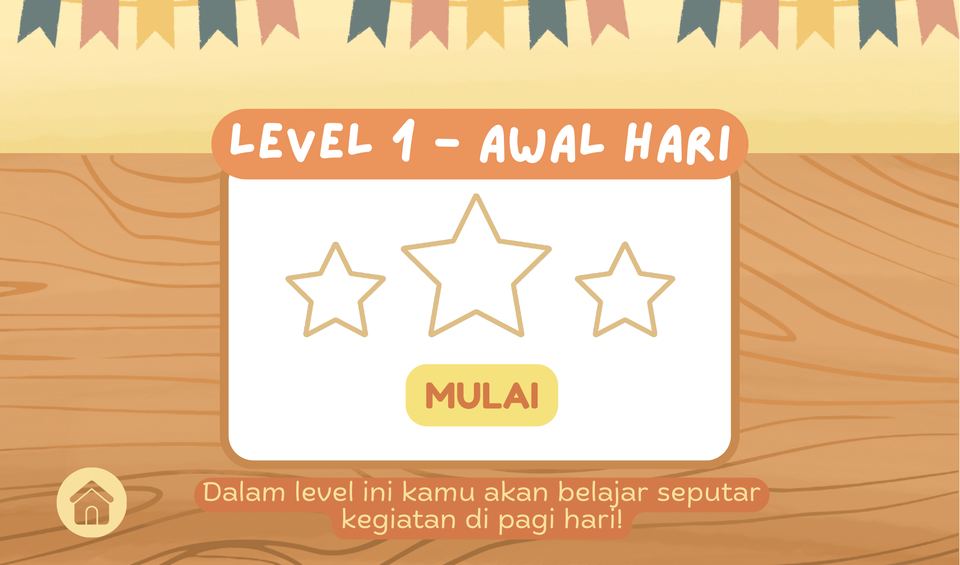 LEVEL 1 - AWAL HARI
MULAI
Dalam level ini kamu akan belajar seputar
kegiatan di pagi hari!